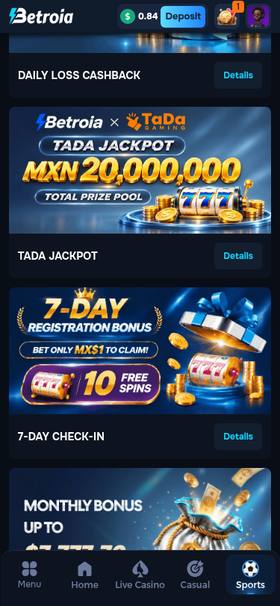 Betroia
$ 0.84 Deposit
1
DAILY LOSS CASHBACK
Details
Betroia × TaDa
GAMING
TADA JACKPOT
MXN 20,000,000
TOTAL PRIZE POOL
777
TADA JACKPOT
Details
7-DAY
REGISTRATION BONUS
BET ONLY MX$1 TO CLAIM!
10 FREE
SPINS
7-DAY CHECK-IN
Details
MONTHLY BONUS
UP TO
Menu
Home
Live Casino
Casual
Sports